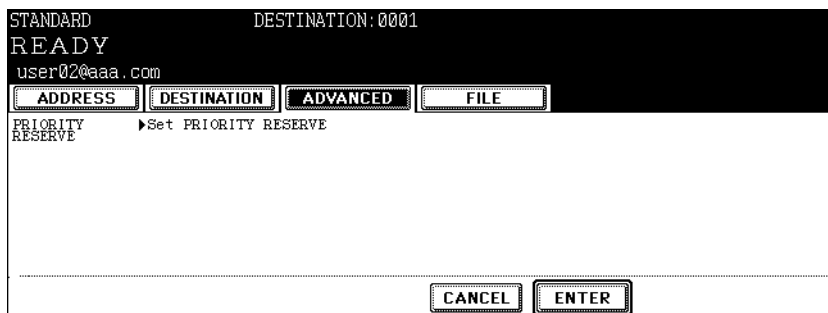 STANDARD DESTINATION:0001
READY
user02@aaa.com
ADDRESS DESTINATION ADVANCED FILE
PRIORITY RESERVE ▶Set PRIORITY RESERVE
CANCEL ENTER